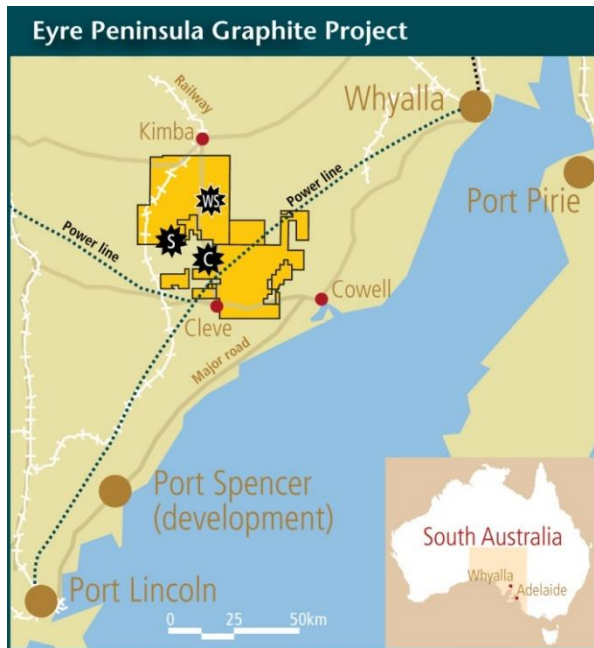 Eyre Peninsula Graphite Project
Railway
Whyalla
Kimba
Port Pirie
Power line
WS
S
Power line
C
Cowell
Cleve
Major road
Port Spencer
(development)
Port Lincoln
0 25 50km
South Australia
Whyalla
Adelaide